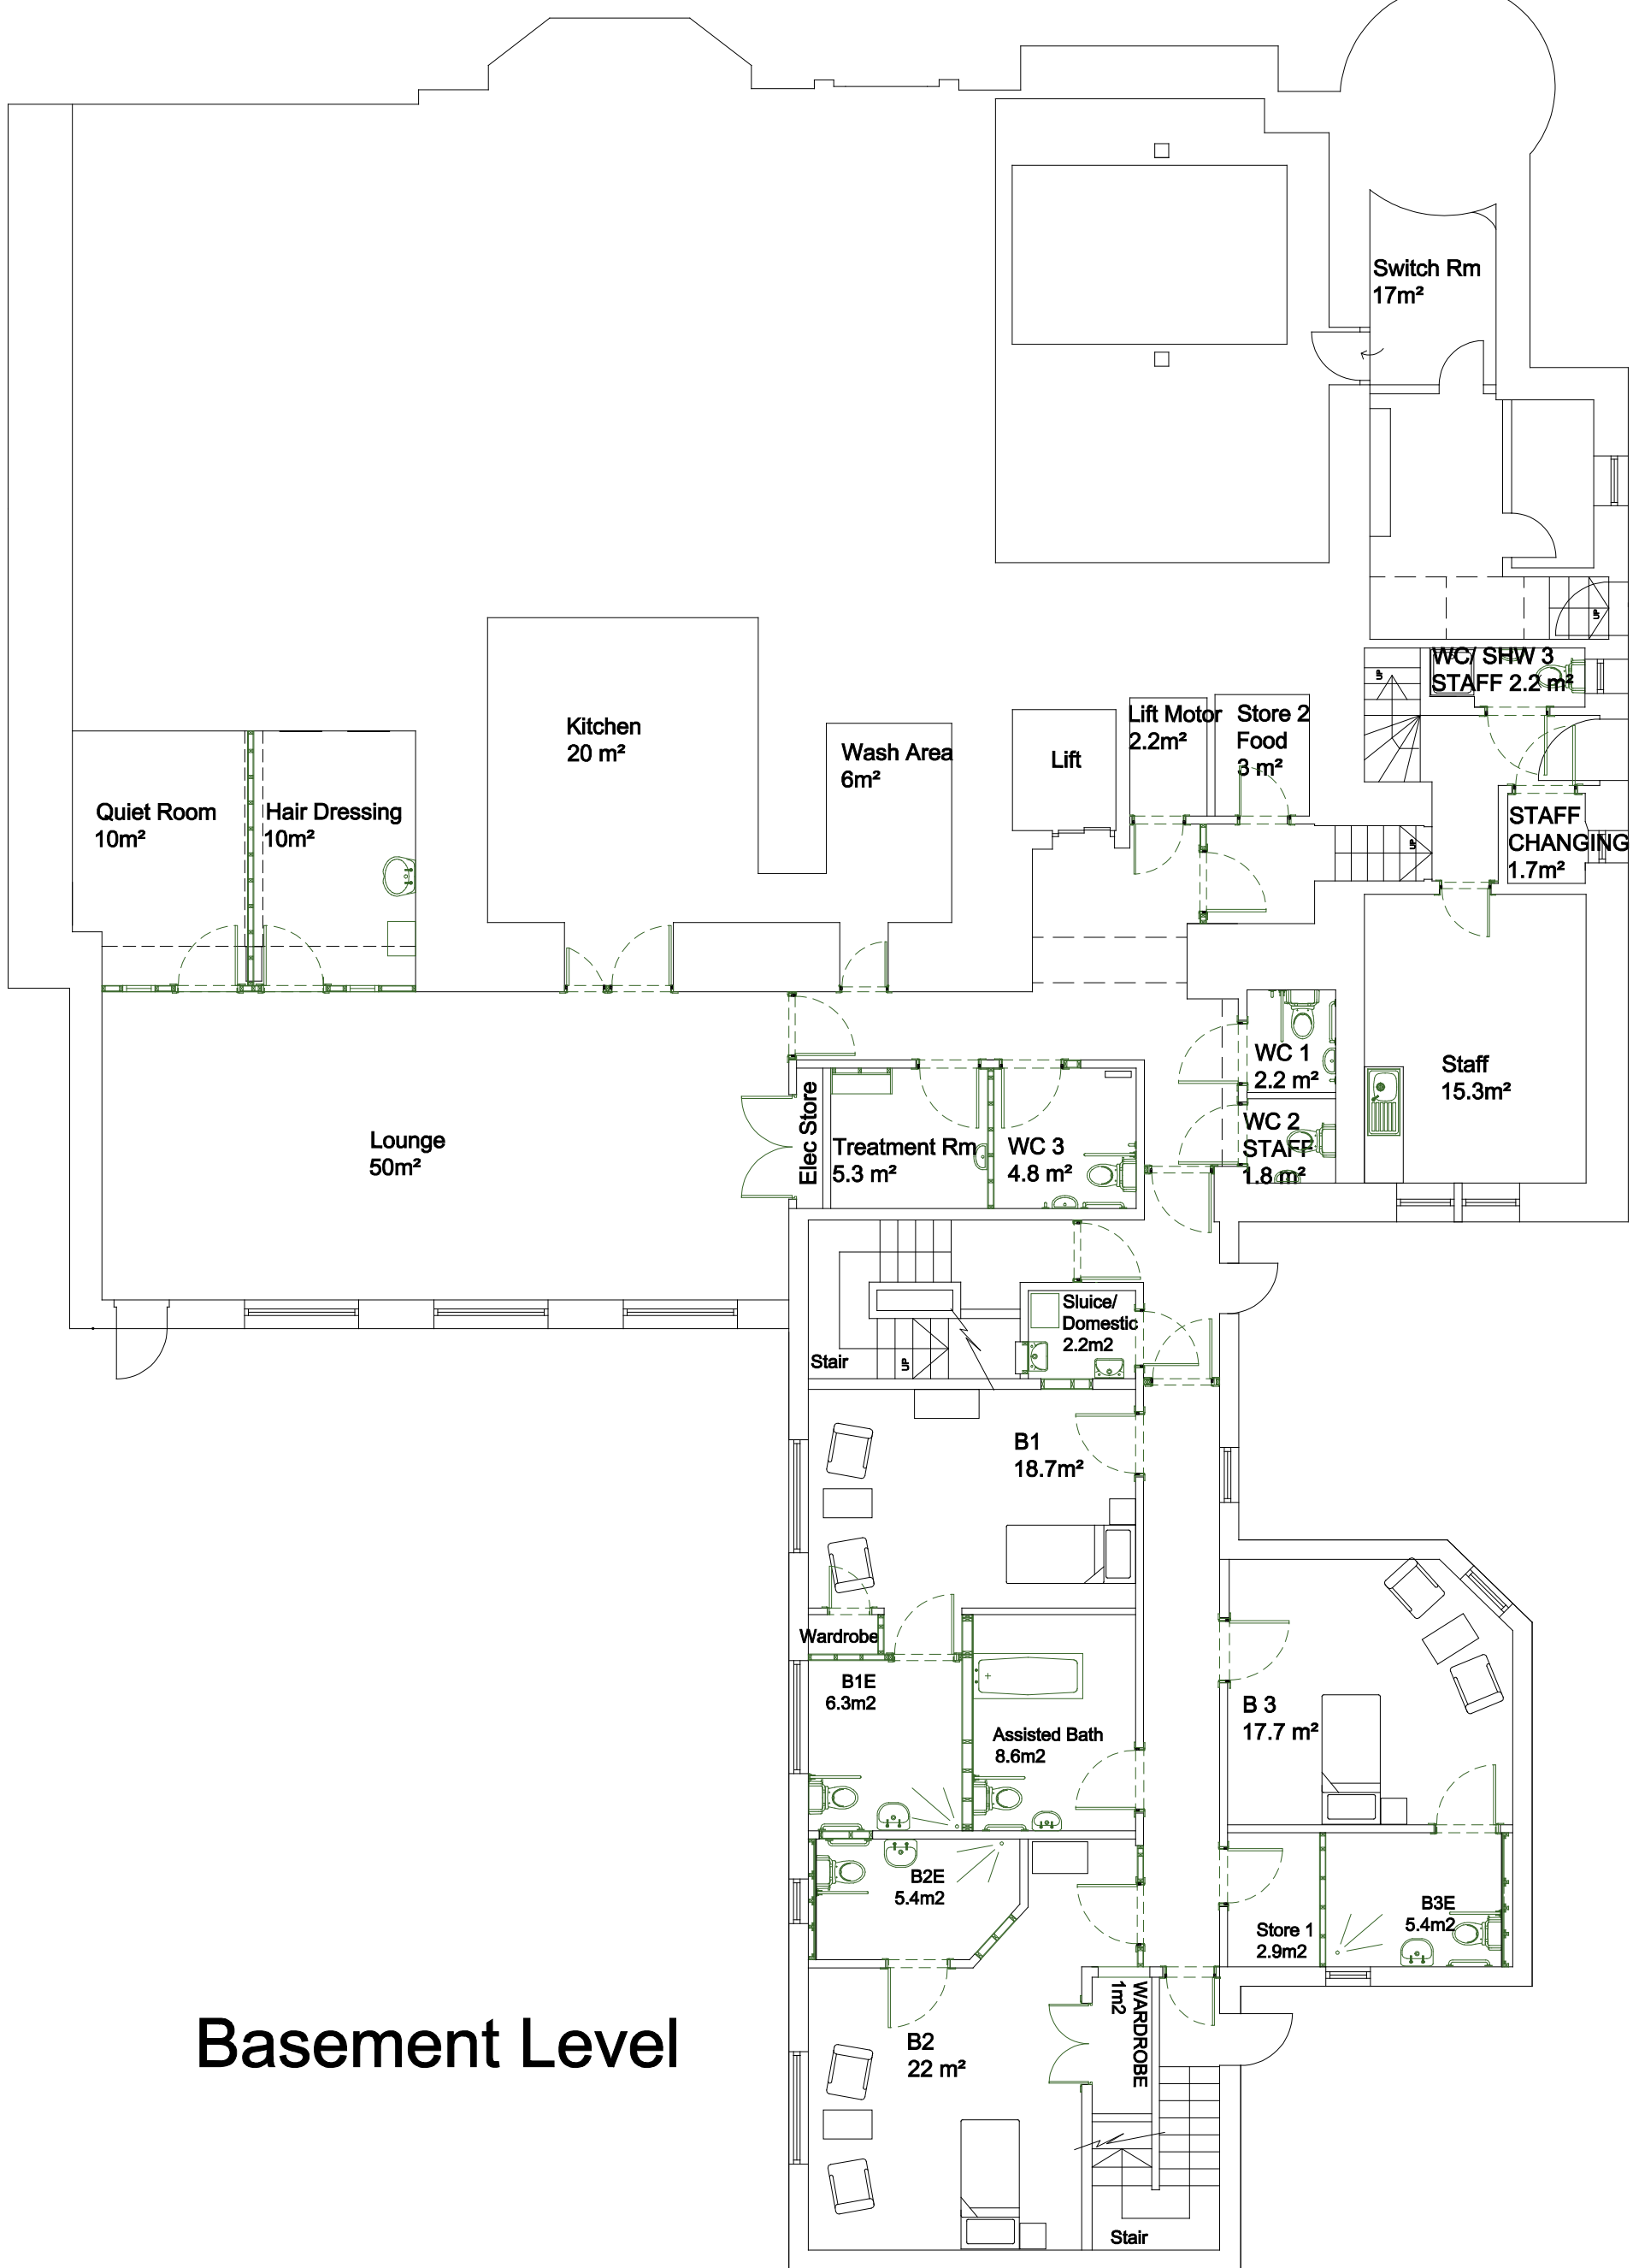 Switch Rm
17m²
UP
WC/ SHW 3
STAFF 2.2 m²
UP
Kitchen
20 m²
Wash Area
6m²
Lift
Lift Motor
2.2m²
Store 2
Food
3 m²
Quiet Room
10m²
Hair Dressing
10m²
STAFF
CHANGING
1.7m²
UP
WC 1
2.2 m²
Staff
15.3m²
WC 2
STAFF
1.8 m²
Lounge
50m²
Elec Store
Treatment Rm
5.3 m²
WC 3
4.8 m²
Sluice/
Domestic
2.2m2
Stair
UP
B1
18.7m²
Wardrobe
B1E
6.3m2
Assisted Bath
8.6m2
B 3
17.7 m²
B2E
5.4m2
B3E
5.4m2
Store 1
2.9m2
WARDROBE
1m2
B2
22 m²
Basement Level
Stair